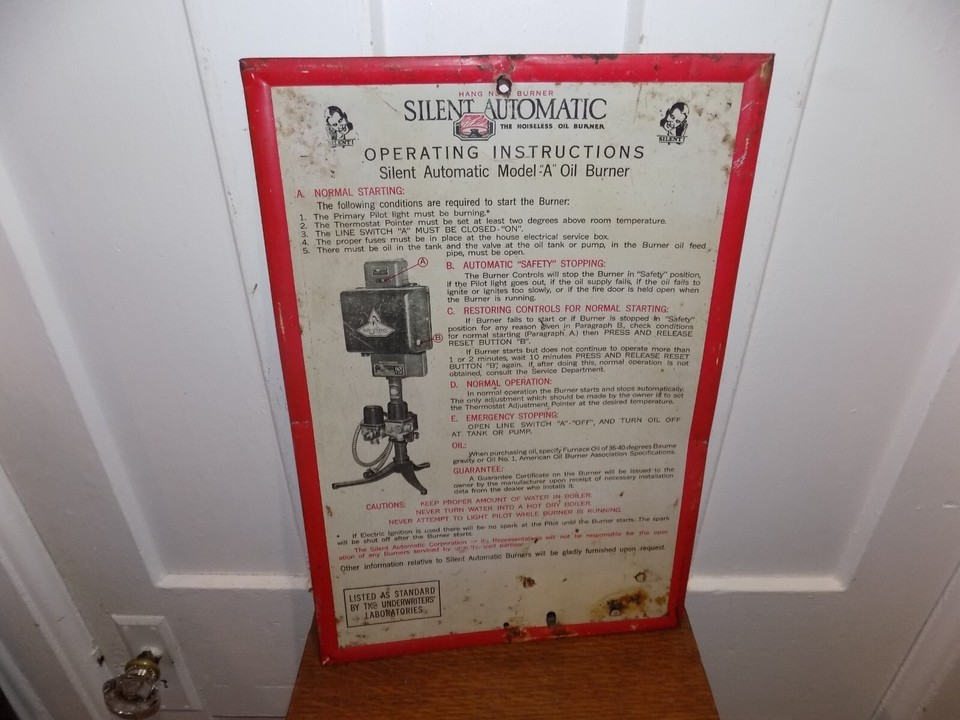 HANG NEAR BURNER
SILENT AUTOMATIC
THE NOISELESS OIL BURNER
SILENT!
SILENT!
OPERATING INSTRUCTIONS
Silent Automatic Model "A" Oil Burner
A. NORMAL STARTING:
The following conditions are required to start the Burner:
1. The Primary Pilot light must be burning.*
2. The Thermostat Pointer must be set at least two degrees above room temperature.
3. The LINE SWITCH "A" MUST BE CLOSED-"ON".
4. The proper fuses must be in place at the house electrical service box.
5. There must be oil in the tank and the valve at the oil tank or pump, in the Burner oil feed
pipe, must be open.
A
B
B. AUTOMATIC "SAFETY" STOPPING:
The Burner Controls will stop the Burner in "Safety" position,
if the Pilot light goes out, if the oil supply fails, if the oil fails to
ignite or ignites too slowly, or if the fire door is held open when
the Burner is running.
C. RESTORING CONTROLS FOR NORMAL STARTING:
If Burner fails to start or if Burner is stopped in "Safety"
position for any reason given in Paragraph B, check conditions
for normal starting (Paragraph A) then PRESS AND RELEASE
RESET BUTTON "B".
If Burner starts but does not continue to operate more than
1 or 2 minutes, wait 10 minutes PRESS AND RELEASE RESET
BUTTON "B", again. If, after doing this, normal operation is not
obtained, consult the Service Department.
D. NORMAL OPERATION:
In normal operation the Burner starts and stops automatically.
The only adjustment which should be made by the owner is to set
the Thermostat Adjustment Pointer at the desired temperature.
E. EMERGENCY STOPPING:
OPEN LINE SWITCH "A"-"OFF", AND TURN OIL OFF
AT TANK OR PUMP.
OIL:
When purchasing oil, specify Furnace Oil of 36-40 degrees Baume
gravity or Oil No. 1, American Oil Burner Association Specifications.
GUARANTEE:
A Guarantee Certificate on the Burner will be issued to the
owner by the manufacturer upon receipt of necessary installation
data from the dealer who installs it.
CAUTIONS: KEEP PROPER AMOUNT OF WATER IN BOILER.
NEVER TURN WATER INTO A HOT DRY BOILER.
NEVER ATTEMPT TO LIGHT PILOT WHILE BURNER IS RUNNING.
* If Electric Ignition is used there will be no spark at the Pilot until the Burner starts. The spark
will be shut off after the Burner starts.
The Silent Automatic Corporation or its Representatives will not be responsible for the oper-
ation of any Burners serviced by
Other information relative to Silent Automatic Burners will be gladly furnished upon request.
LISTED AS STANDARD
BY THE UNDERWRITERS'
LABORATORIES